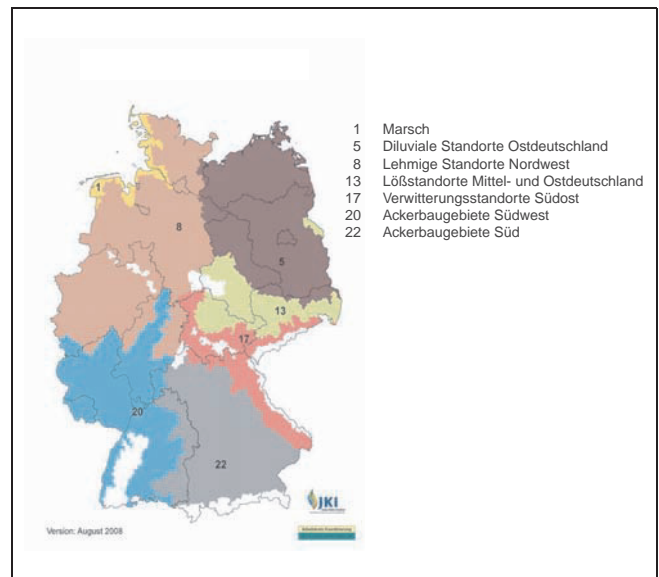 1 Marsch
5 Diluviale Standorte Ostdeutschland
8 Lehmige Standorte Nordwest
13 Lößstandorte Mittel- und Ostdeutschland
17 Verwitterungsstandorte Südost
20 Ackerbaugebiete Südwest
22 Ackerbaugebiete Süd
1
8
5
13
17
20
22
JKI
Version: August 2008